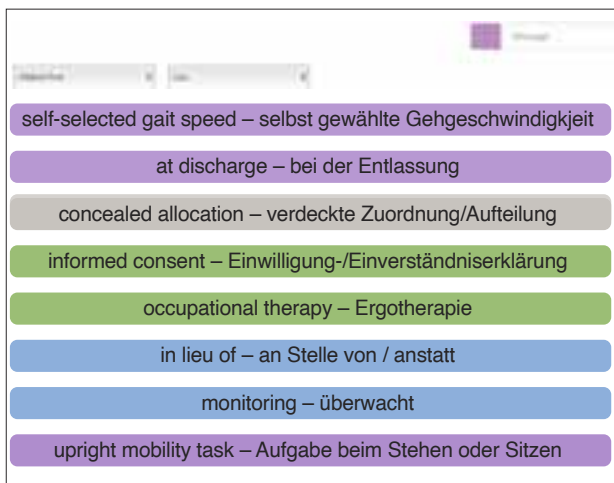 self-selected gait speed – selbst gewählte Gehgeschwindigkjeit
at discharge – bei der Entlassung
concealed allocation – verdeckte Zuordnung/Aufteilung
informed consent – Einwilligung-/Einverständniserklärung
occupational therapy – Ergotherapie
in lieu of – an Stelle von / anstatt
monitoring – überwacht
upright mobility task – Aufgabe beim Stehen oder Sitzen